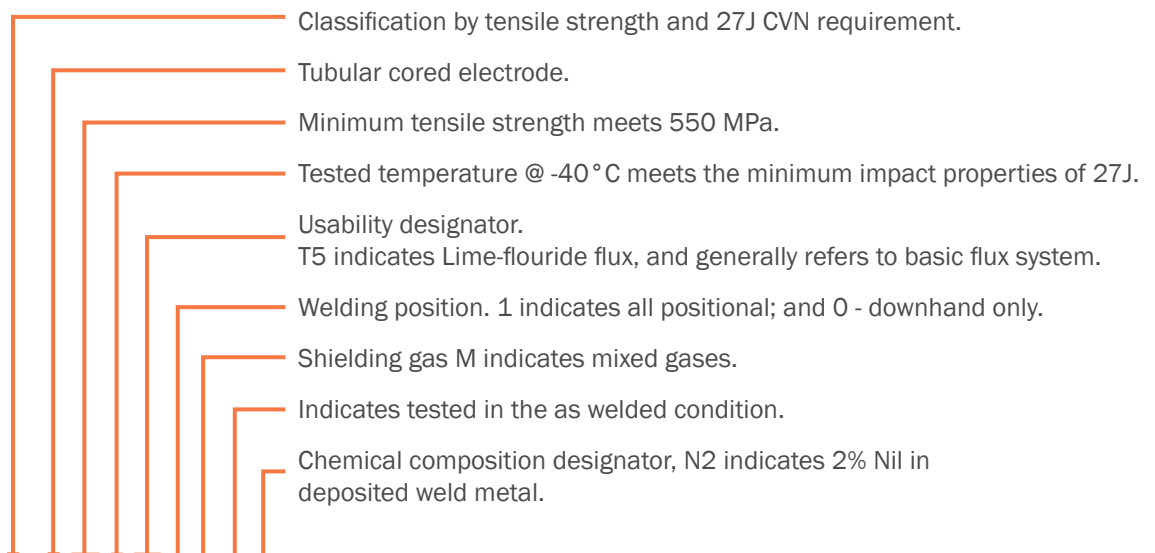 Classification by tensile strength and 27J CVN requirement.
Tubular cored electrode.
Minimum tensile strength meets 550 MPa.
Tested temperature @ -40°C meets the minimum impact properties of 27J.
Usability designator.
T5 indicates Lime-flouride flux, and generally refers to basic flux system.
Welding position. 1 indicates all positional; and 0 - downhand only.
Shielding gas M indicates mixed gases.
Indicates tested in the as welded condition.
Chemical composition designator, N2 indicates 2% Nil in
deposited weld metal.